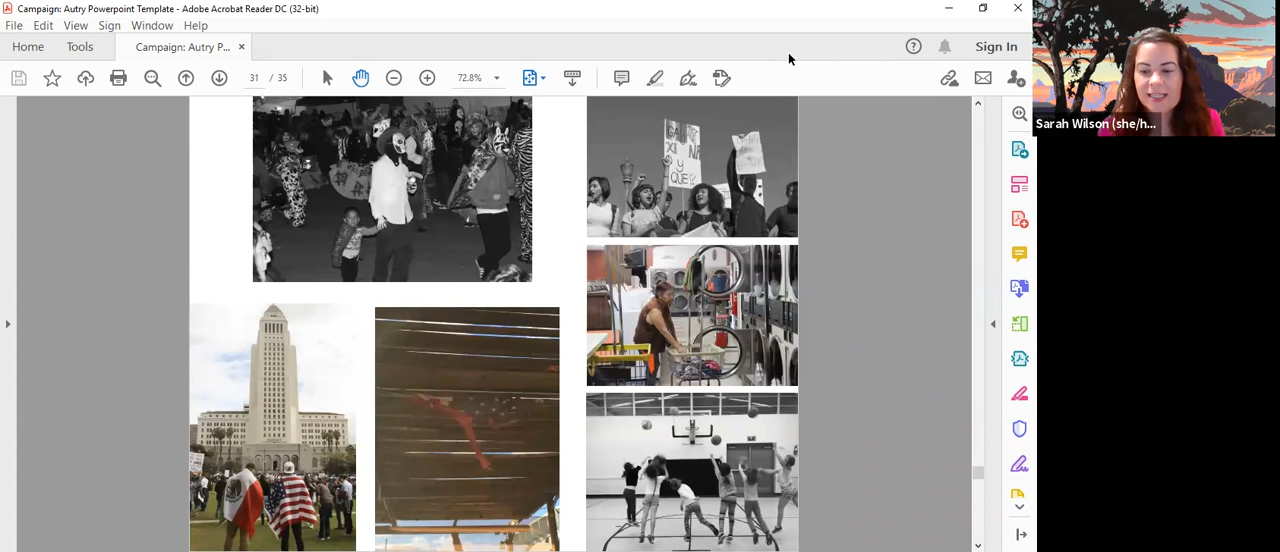 Campaign: Autry Powerpoint Template - Adobe Acrobat Reader DC (32-bit)
File Edit View Sign Window Help
Home Tools Campaign: Autry P... × ? Sign In
31 / 35 72.8%
Sarah Wilson (she/h...
Y
QUE?